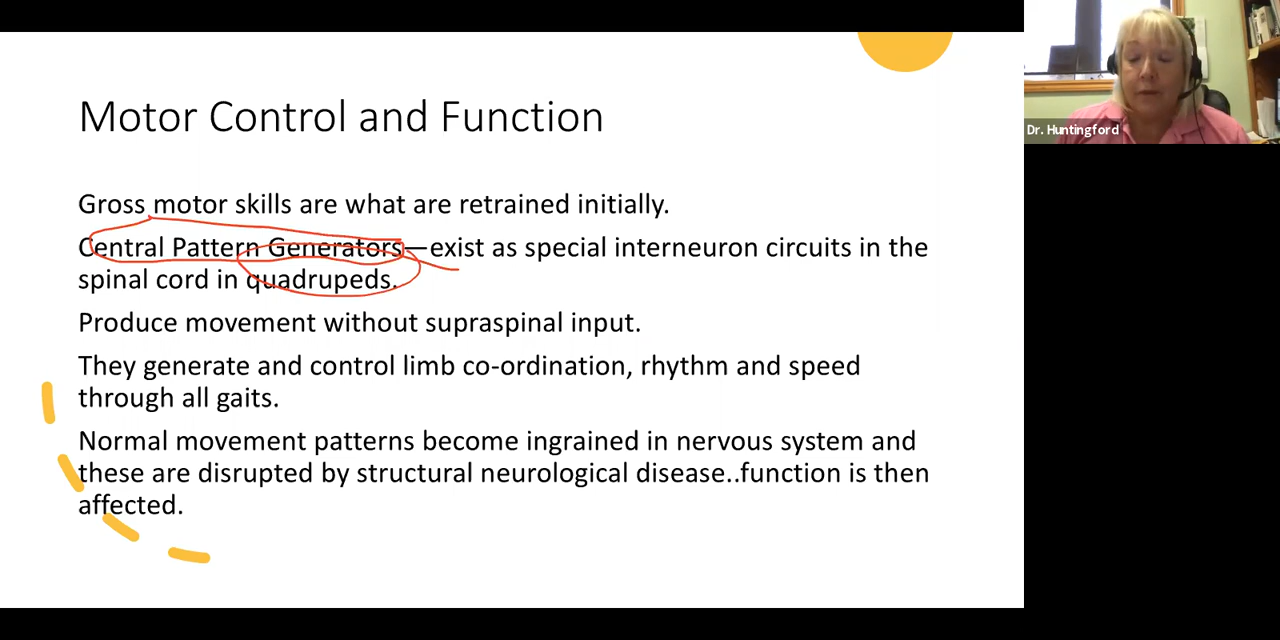 Motor Control and Function
Gross motor skills are what are retrained initially.
Central Pattern Generators—exist as special interneuron circuits in the
spinal cord in quadrupeds.
Produce movement without supraspinal input.
They generate and control limb co-ordination, rhythm and speed
through all gaits.
Normal movement patterns become ingrained in nervous system and
these are disrupted by structural neurological disease..function is then
affected.
Dr. Huntingford